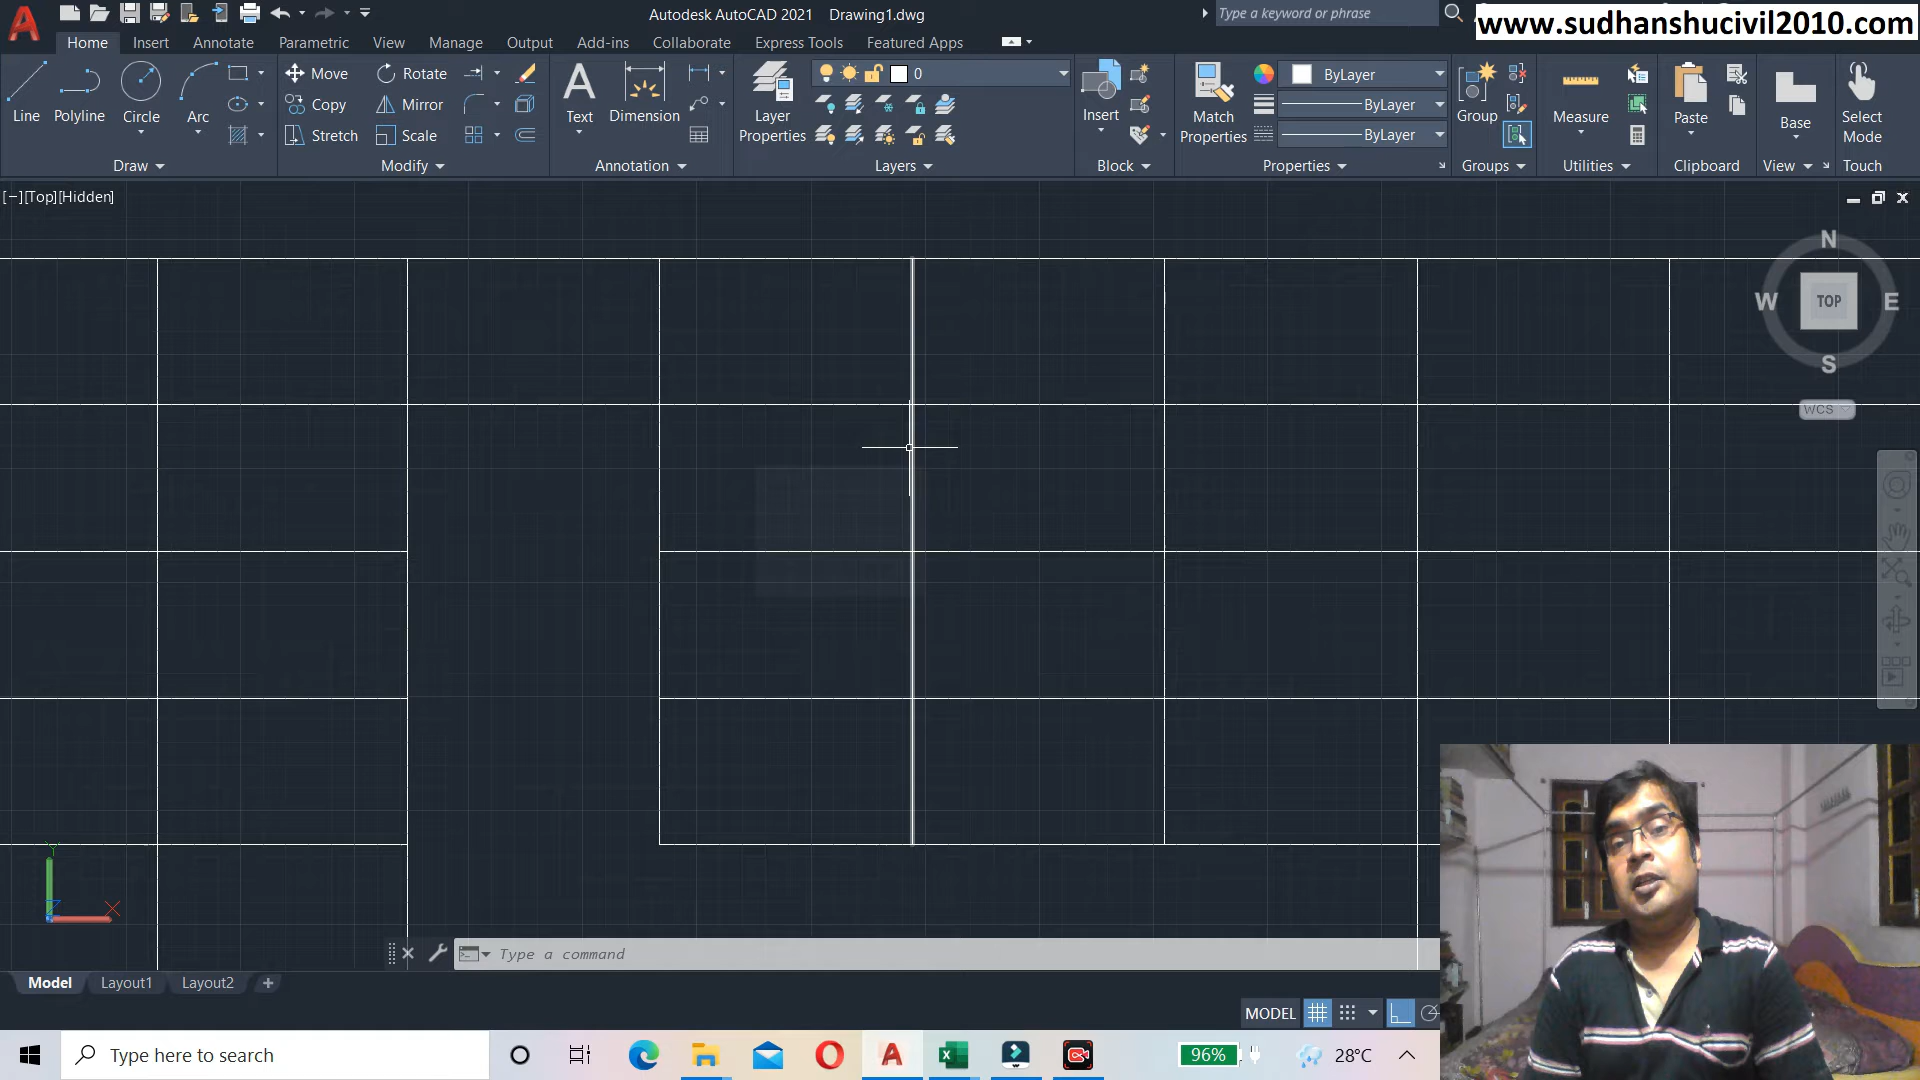 Autodesk AutoCAD 2021 Drawing1.dwg
Type a keyword or phrase
www.sudhanshucivil2010.com
Home Insert Annotate Parametric View Manage Output Add-ins Collaborate Express Tools Featured Apps
Line Polyline Circle Arc
Move Rotate
Copy Mirror
Stretch Scale
Text Dimension
Layer Properties
0
Insert
Match Properties
ByLayer
ByLayer
ByLayer
Group
Measure
Paste
Base
Select Mode
Draw Modify Annotation Layers Block Properties Groups Utilities Clipboard View Touch
[−][Top][Hidden]
N
W TOP E
S
WCS
Y
X
Type a command
Model Layout1 Layout2 +
MODEL
Type here to search
96%
28°C